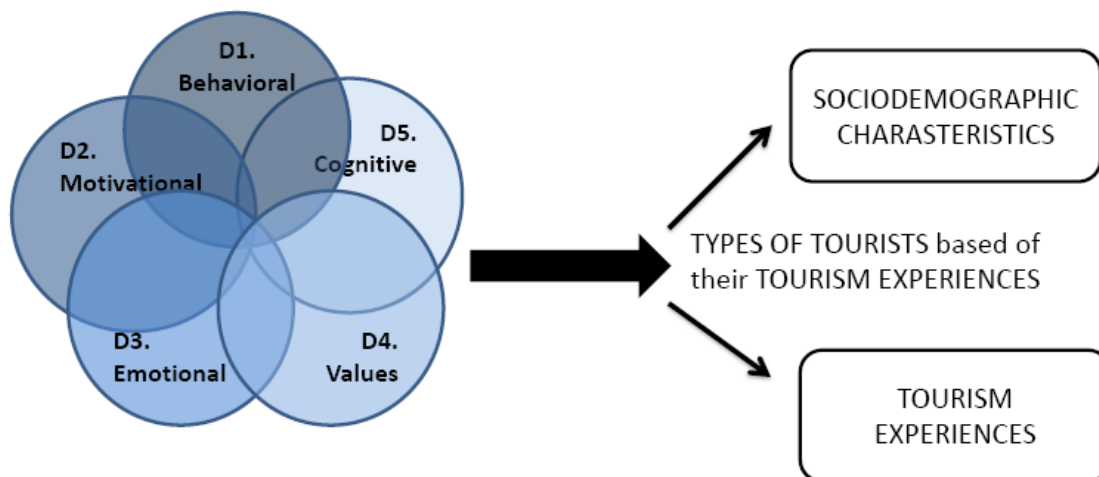 D1.
Behavioral
D2.
Motivational
D5.
Cognitive
D3.
Emotional
D4.
Values
SOCIODEMOGRAPHIC
CHARASTERISTICS
TYPES OF TOURISTS based of
their TOURISM EXPERIENCES
TOURISM
EXPERIENCES